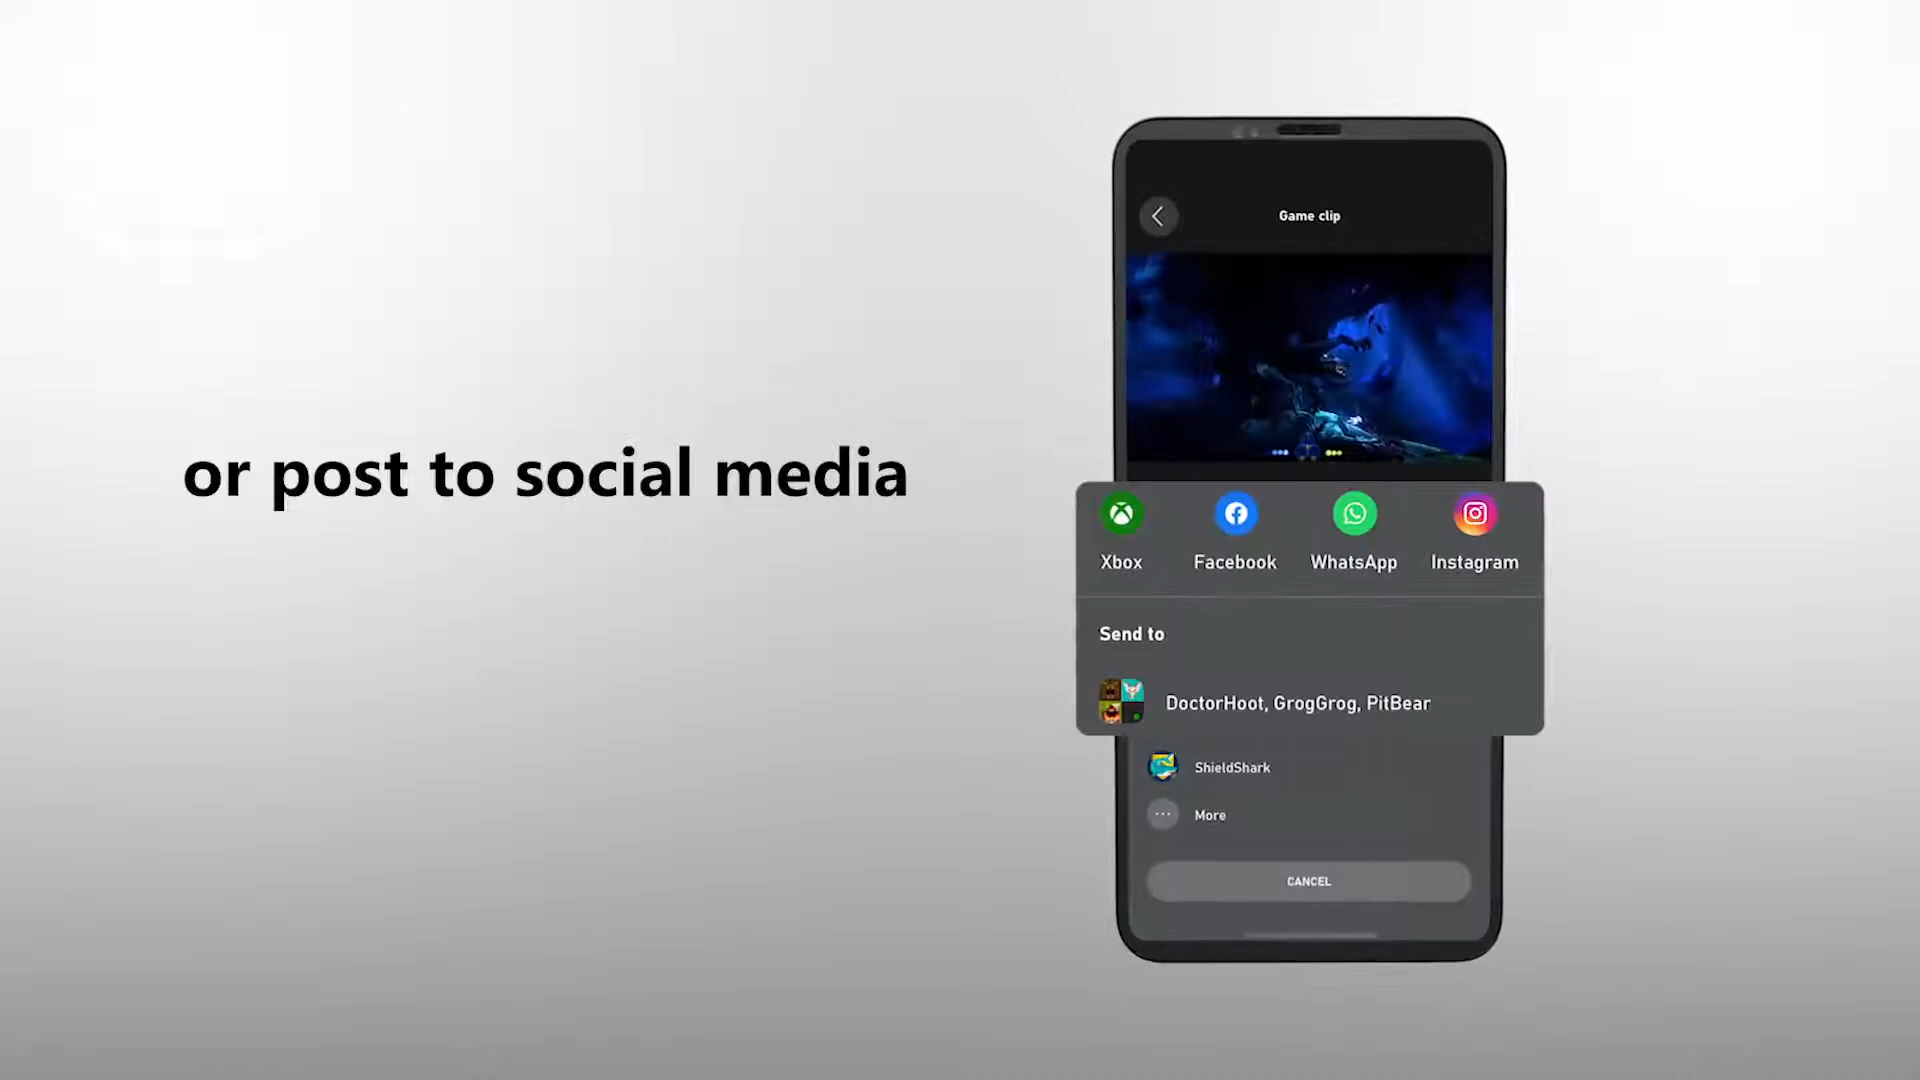 or post to social media
Game clip
Xbox
Facebook
WhatsApp
Instagram
Send to
DoctorHoot, GrogGrog, PitBear
ShieldShark
More
CANCEL